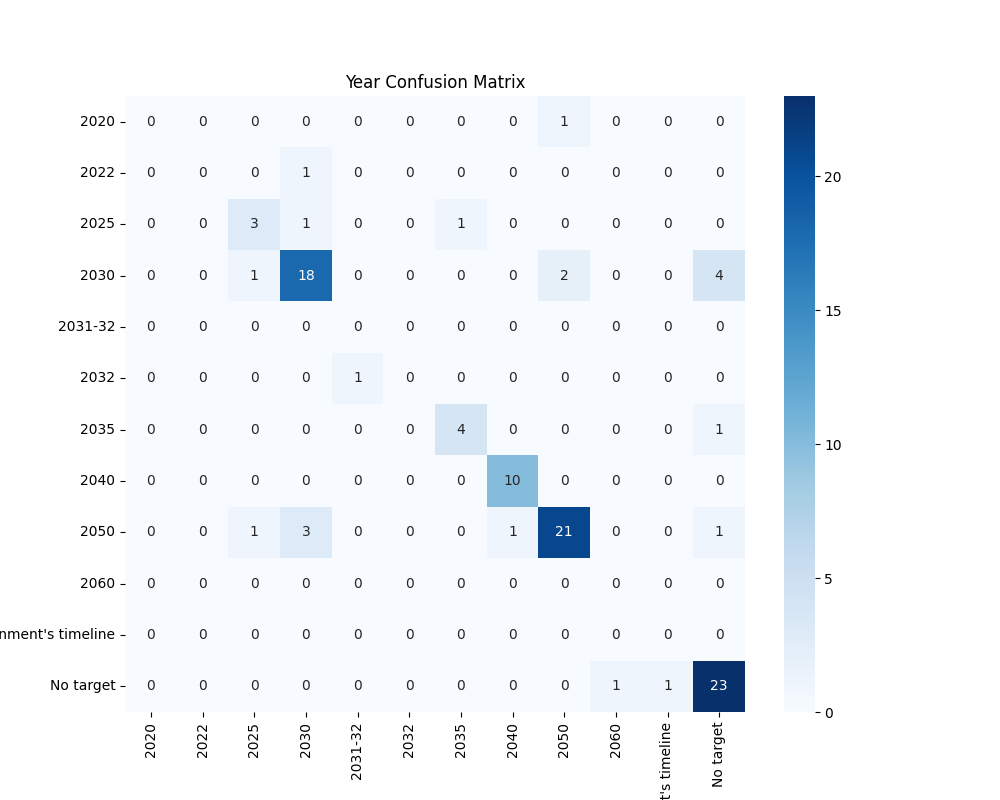 Year Confusion Matrix
2020 0 0 0 0 0 0 0 0 1 0 0 0
2022 0 0 0 1 0 0 0 0 0 0 0 0
2025 0 0 3 1 0 0 1 0 0 0 0 0
2030 0 0 1 18 0 0 0 0 2 0 0 4
2031-32 0 0 0 0 0 0 0 0 0 0 0 0
2032 0 0 0 0 1 0 0 0 0 0 0 0
2035 0 0 0 0 0 0 4 0 0 0 0 1
2040 0 0 0 0 0 0 0 10 0 0 0 0
2050 0 0 1 3 0 0 0 1 21 0 0 1
2060 0 0 0 0 0 0 0 0 0 0 0 0
nment's timeline 0 0 0 0 0 0 0 0 0 0 0 0
No target 0 0 0 0 0 0 0 0 0 1 1 23
2020 2022 2025 2030 2031-32 2032 2035 2040 2050 2060 t's timeline No target
20
15
10
5
0